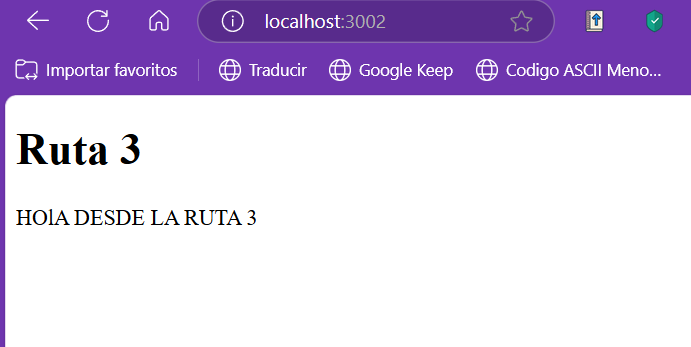 localhost:3002
Importar favoritos Traducir Google Keep Codigo ASCII Meno...
Ruta 3
HOlA DESDE LA RUTA 3